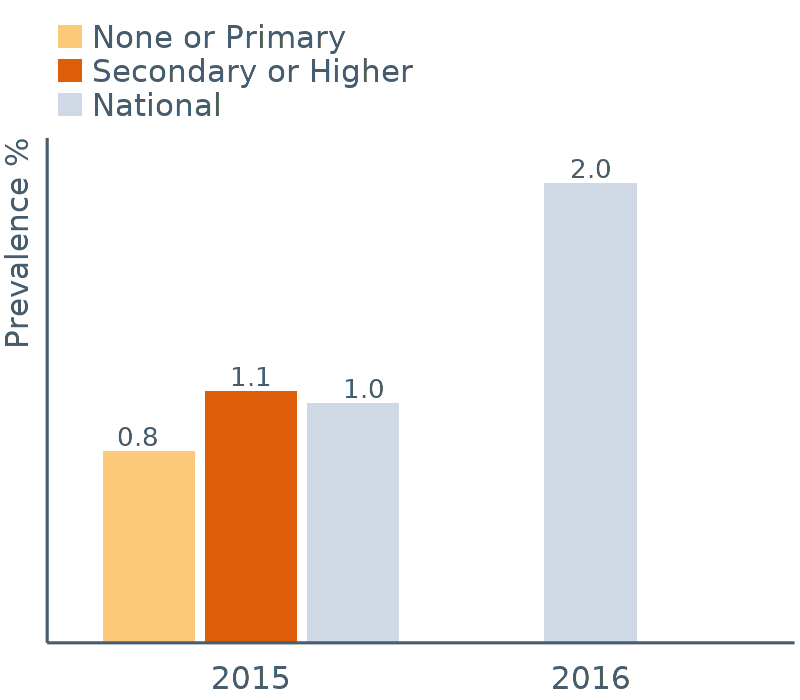 None or Primary
Secondary or Higher
National
Prevalence %
2.0
1.1
1.0
0.8
2015
2016